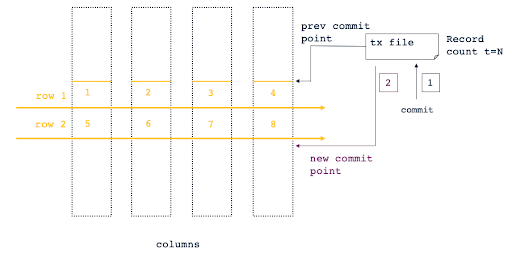 prev commit
point
tx file
Record
count t=N
2
1
commit
row 1
1
2
3
4
row 2
5
6
7
8
new commit
point
columns